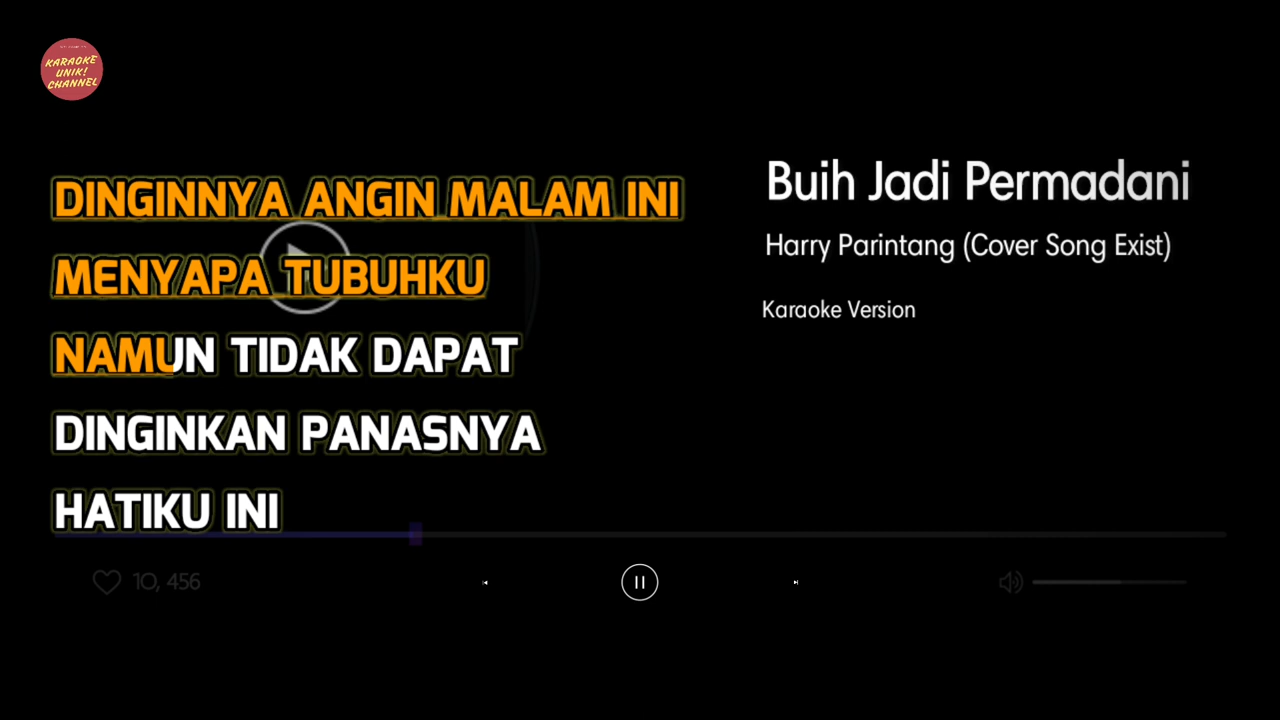 KARAOKE
UNIK!
CHANNEL
DINGINNYA ANGIN MALAM INI
MENYAPA TUBUHKU
NAMUN TIDAK DAPAT
DINGINKAN PANASNYA
HATIKU INI
Buih Jadi Permadani
Harry Parintang (Cover Song Exist)
Karaoke Version
10, 456